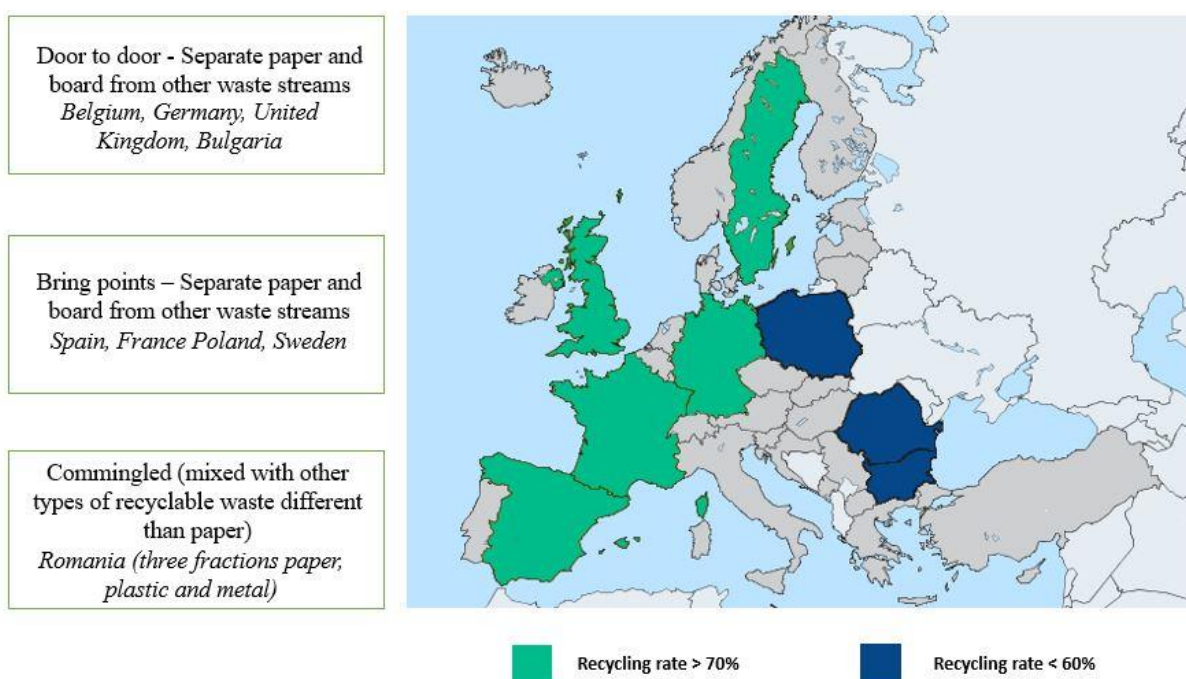 Door to door - Separate paper and
board from other waste streams
Belgium, Germany, United
Kingdom, Bulgaria
Bring points – Separate paper and
board from other waste streams
Spain, France Poland, Sweden
Commingled (mixed with other
types of recyclable waste different
than paper)
Romania (three fractions paper,
plastic and metal)
Recycling rate > 70%
Recycling rate < 60%